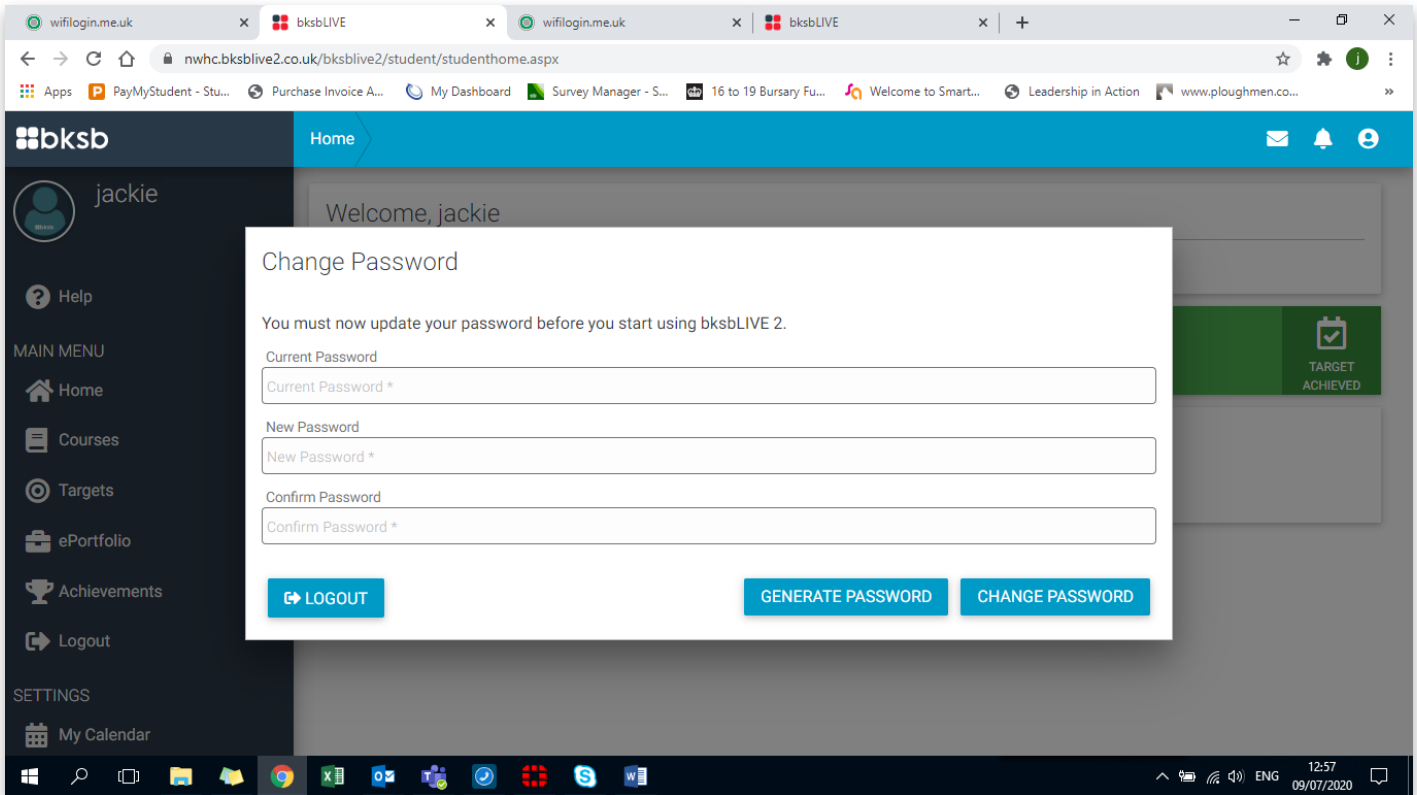 wifilogin.me.uk
bksbLIVE
wifilogin.me.uk
bksbLIVE
nwhc.bksblive2.co.uk/bksblive2/student/studenthome.aspx
j
Apps
PayMyStudent - Stu...
Purchase Invoice A...
My Dashboard
Survey Manager - S...
16 to 19 Bursary Fu...
Welcome to Smart...
Leadership in Action
www.ploughmen.co...
»
bksb
Home
jackie
Welcome, jackie
Help
MAIN MENU
Home
Courses
Targets
ePortfolio
Achievements
Logout
SETTINGS
My Calendar
TARGET
ACHIEVED
Change Password
You must now update your password before you start using bksbLIVE 2.
Current Password
Current Password *
New Password
New Password *
Confirm Password
Confirm Password *
LOGOUT
GENERATE PASSWORD
CHANGE PASSWORD
ENG
12:57
09/07/2020